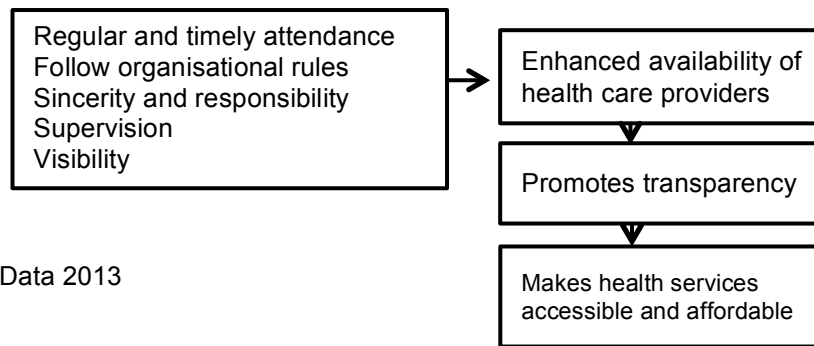 Regular and timely attendance
Follow organisational rules
Sincerity and responsibility
Supervision
Visibility
Enhanced availability of
health care providers
Promotes transparency
Makes health services
accessible and affordable
Data 2013